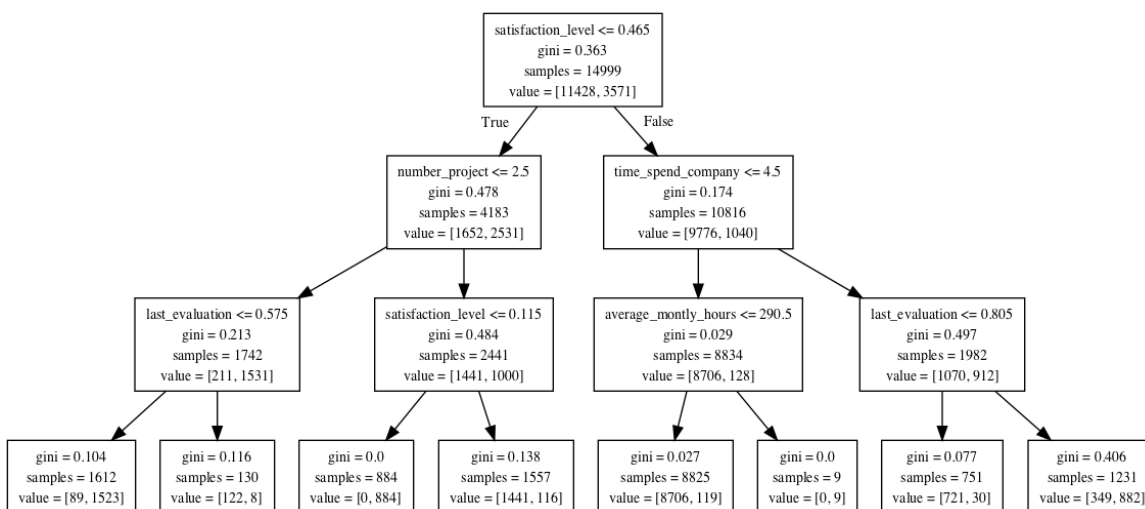 satisfaction_level <= 0.465
gini = 0.363
samples = 14999
value = [11428, 3571]
True
False
number_project <= 2.5
gini = 0.478
samples = 4183
value = [1652, 2531]
time_spend_company <= 4.5
gini = 0.174
samples = 10816
value = [9776, 1040]
last_evaluation <= 0.575
gini = 0.213
samples = 1742
value = [211, 1531]
satisfaction_level <= 0.115
gini = 0.484
samples = 2441
value = [1441, 1000]
average_montly_hours <= 290.5
gini = 0.029
samples = 8834
value = [8706, 128]
last_evaluation <= 0.805
gini = 0.497
samples = 1982
value = [1070, 912]
gini = 0.104
samples = 1612
value = [89, 1523]
gini = 0.116
samples = 130
value = [122, 8]
gini = 0.0
samples = 884
value = [0, 884]
gini = 0.138
samples = 1557
value = [1441, 116]
gini = 0.027
samples = 8825
value = [8706, 119]
gini = 0.0
samples = 9
value = [0, 9]
gini = 0.077
samples = 751
value = [721, 30]
gini = 0.406
samples = 1231
value = [349, 882]